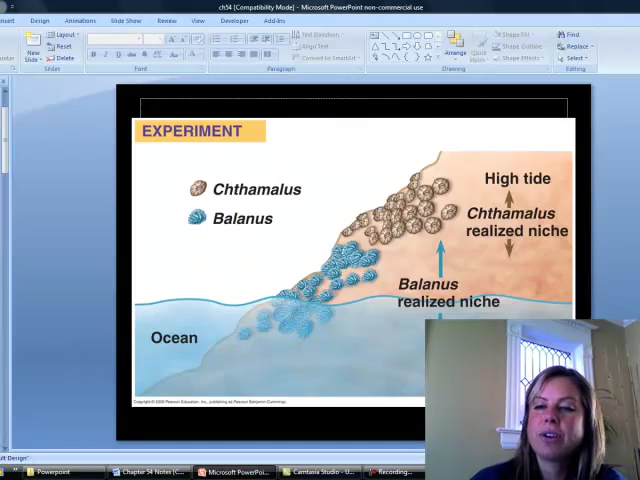 ch54 [Compatibility Mode] - Microsoft PowerPoint non-commercial use
Design Animations Slide Show Review View Developer Add-Ins
Layout
Reset
New
Slide
Delete
Slides
Font
Paragraph
Text Direction
Align Text
Convert to SmartArt
Arrange
Quick
Styles
Shape Fill
Shape Outline
Shape Effects
Drawing
Find
Replace
Select
Editing
EXPERIMENT
Chthamalus
Balanus
High tide
Chthamalus
realized niche
Balanus
realized niche
Ocean
Copyright © 2008 Pearson Education, Inc., publishing as Pearson Benjamin Cummings.
Powerpoint
Chapter 54 Notes [C...
Microsoft PowerPoi...
Camtasia Studio - U...
Recording...